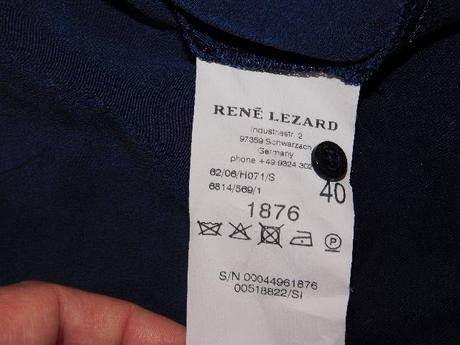 RENÉ LEZARD
Industriestr. 2
97359 Schwarzach
Germany
phone +49 9324 302
62/06/H071/S
6814/569/1
40
1876
P
S/N 00044961876
00518822/SI